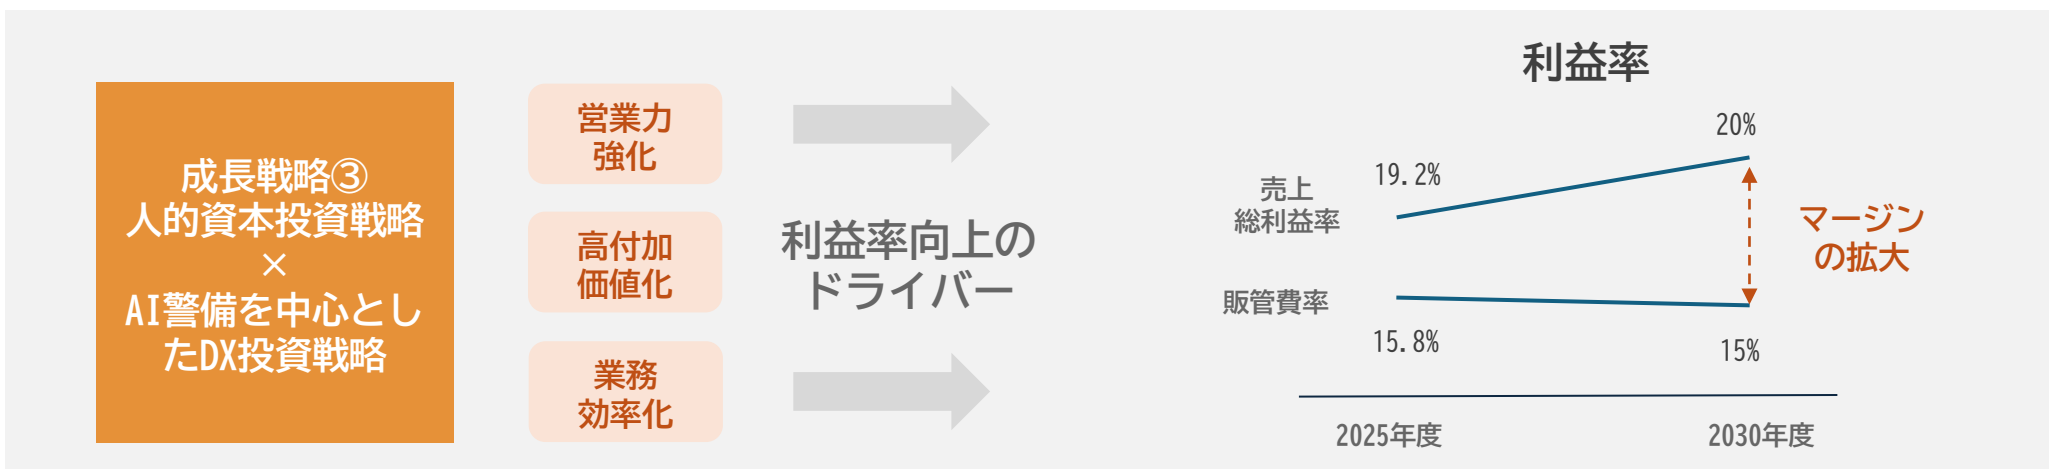 成長戦略③
人的資本投資戦略
×
AI警備を中心とし
たDX投資戦略
営業力
強化
高付加
価値化
業務
効率化
利益率向上の
ドライバー
利益率
20%
19.2%
売上
総利益率
マージン
の拡大
販管費率
15.8%
15%
2025年度
2030年度